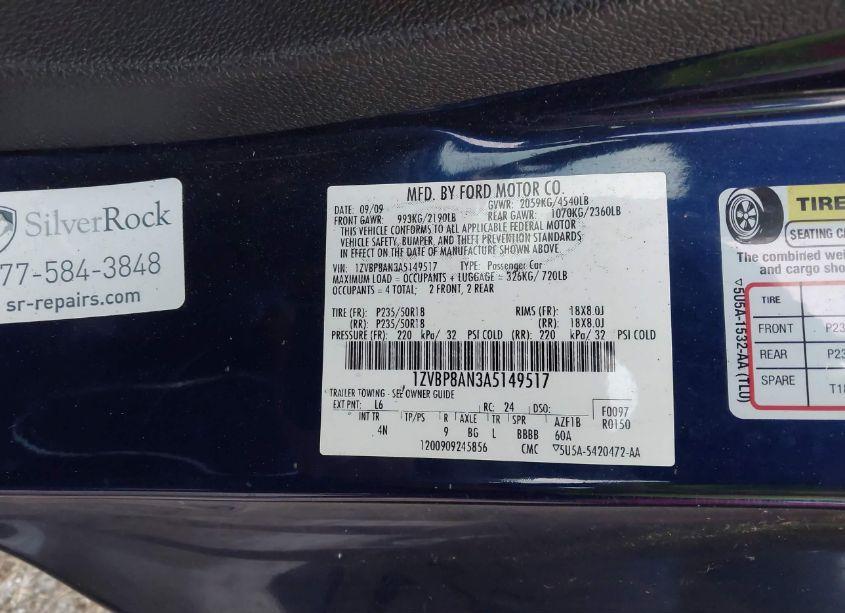 SilverRock
77-584-3848
sr-repairs.com
MFD. BY FORD MOTOR CO.
DATE: 09/09 GVWR: 2059KG/4540LB
FRONT GAWR: 993KG/2190LB REAR GAWR: 1070KG/2360LB
THIS VEHICLE CONFORMS TO ALL APPLICABLE FEDERAL MOTOR
VEHICLE SAFETY, BUMPER, AND THEFT PREVENTION STANDARDS
IN EFFECT ON THE DATE OF MANUFACTURE SHOWN ABOVE.
VIN: 1ZVBP8AN3A5149517 TYPE: Passenger Car
MAXIMUM LOAD = OCCUPANTS + LUGGAGE = 326KG/720LB
OCCUPANTS = 4 TOTAL; 2 FRONT, 2 REAR
TIRE (FR): P235/50R18 RIMS (FR): 18X8.0J
(RR): P235/50R18 (RR): 18X8.0J
PRESSURE (FR): 220 kPa/ 32 PSI COLD (RR): 220 kPa/ 32 PSI COLD
1ZVBP8AN3A5149517
TRAILER TOWING - SEE OWNER GUIDE
EXT PNT: L6 RC: 24 DSO: F0097
INT TR TP/PS R AXLE TR SPR AZF1B R0150
4N 9 BG L BBBB 60A
1200909245856 CMC ▽5U5A-5420472-AA
▽5U5A-1532-AA (TL0)
TIRE
SEATING CA
The combined wei
and cargo shou
TIRE
FRONT P23
REAR P23
SPARE T18